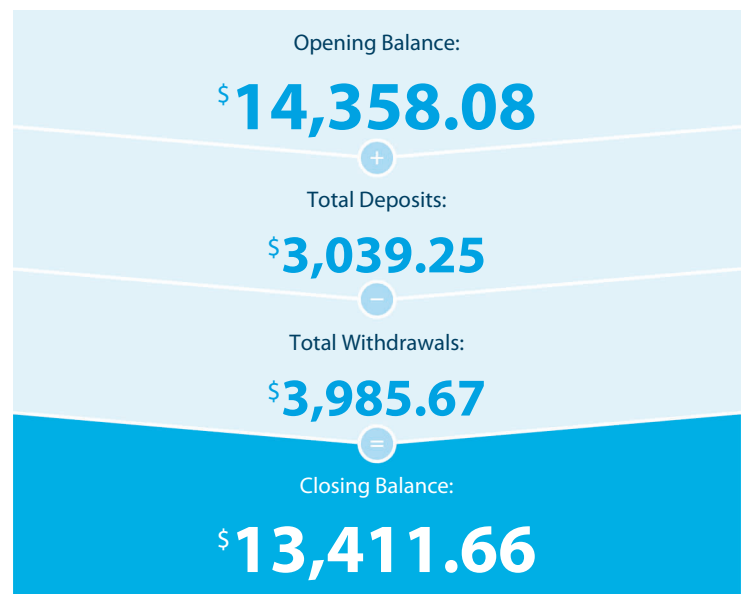 Opening Balance:
$14,358.08
+
Total Deposits:
$3,039.25
−
Total Withdrawals:
$3,985.67
=
Closing Balance:
$13,411.66